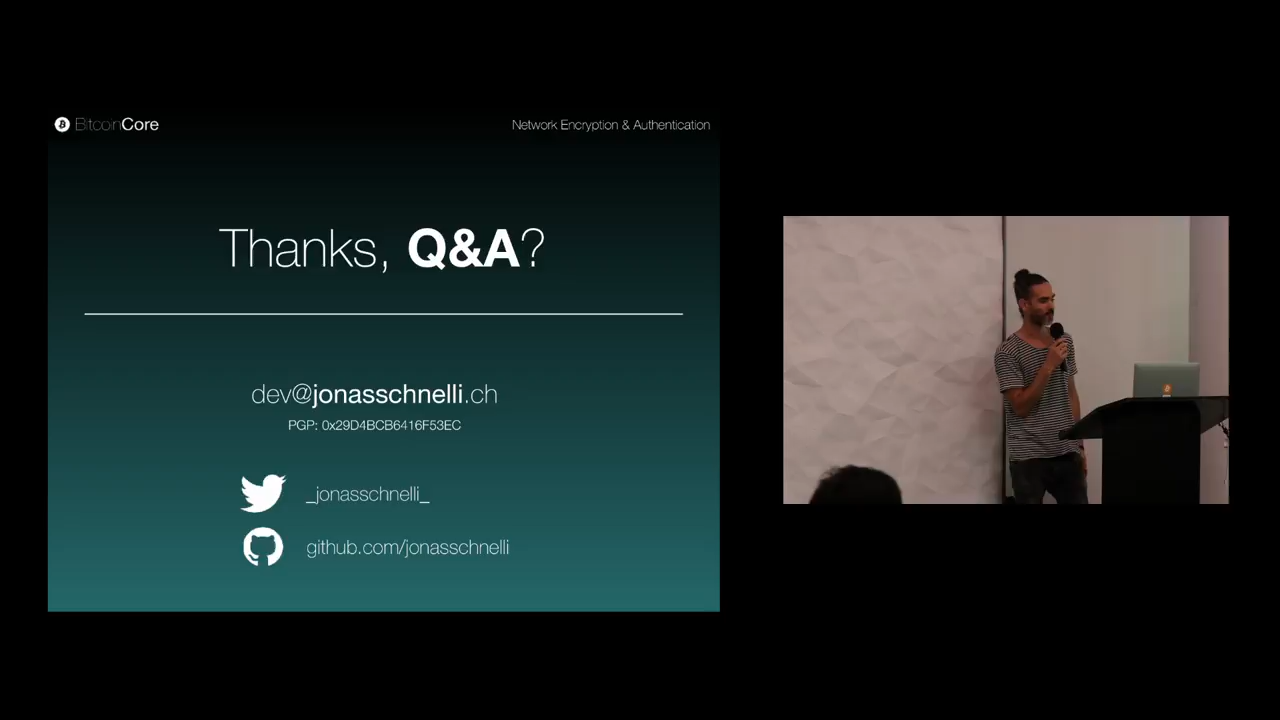 BitcoinCore
Network Encryption & Authentication
Thanks, Q&A?
dev@jonasschnelli.ch
PGP: 0x29D4BCB6416F53EC
_jonasschnelli_
github.com/jonasschnelli